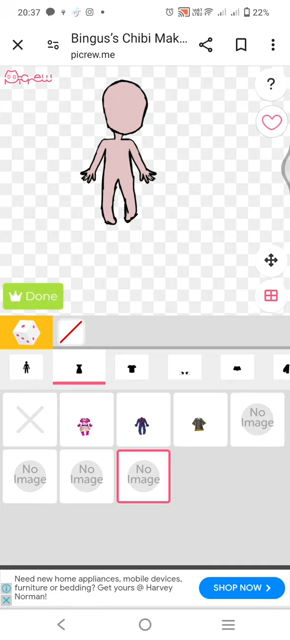 20:37
22%
Bingus's Chibi Mak...
picrew.me
Picrew
?
Done
No
Image
No
Image
No
Image
No
Image
Need new home appliances, mobile devices,
furniture or bedding? Get yours @ Harvey
Norman!
SHOP NOW